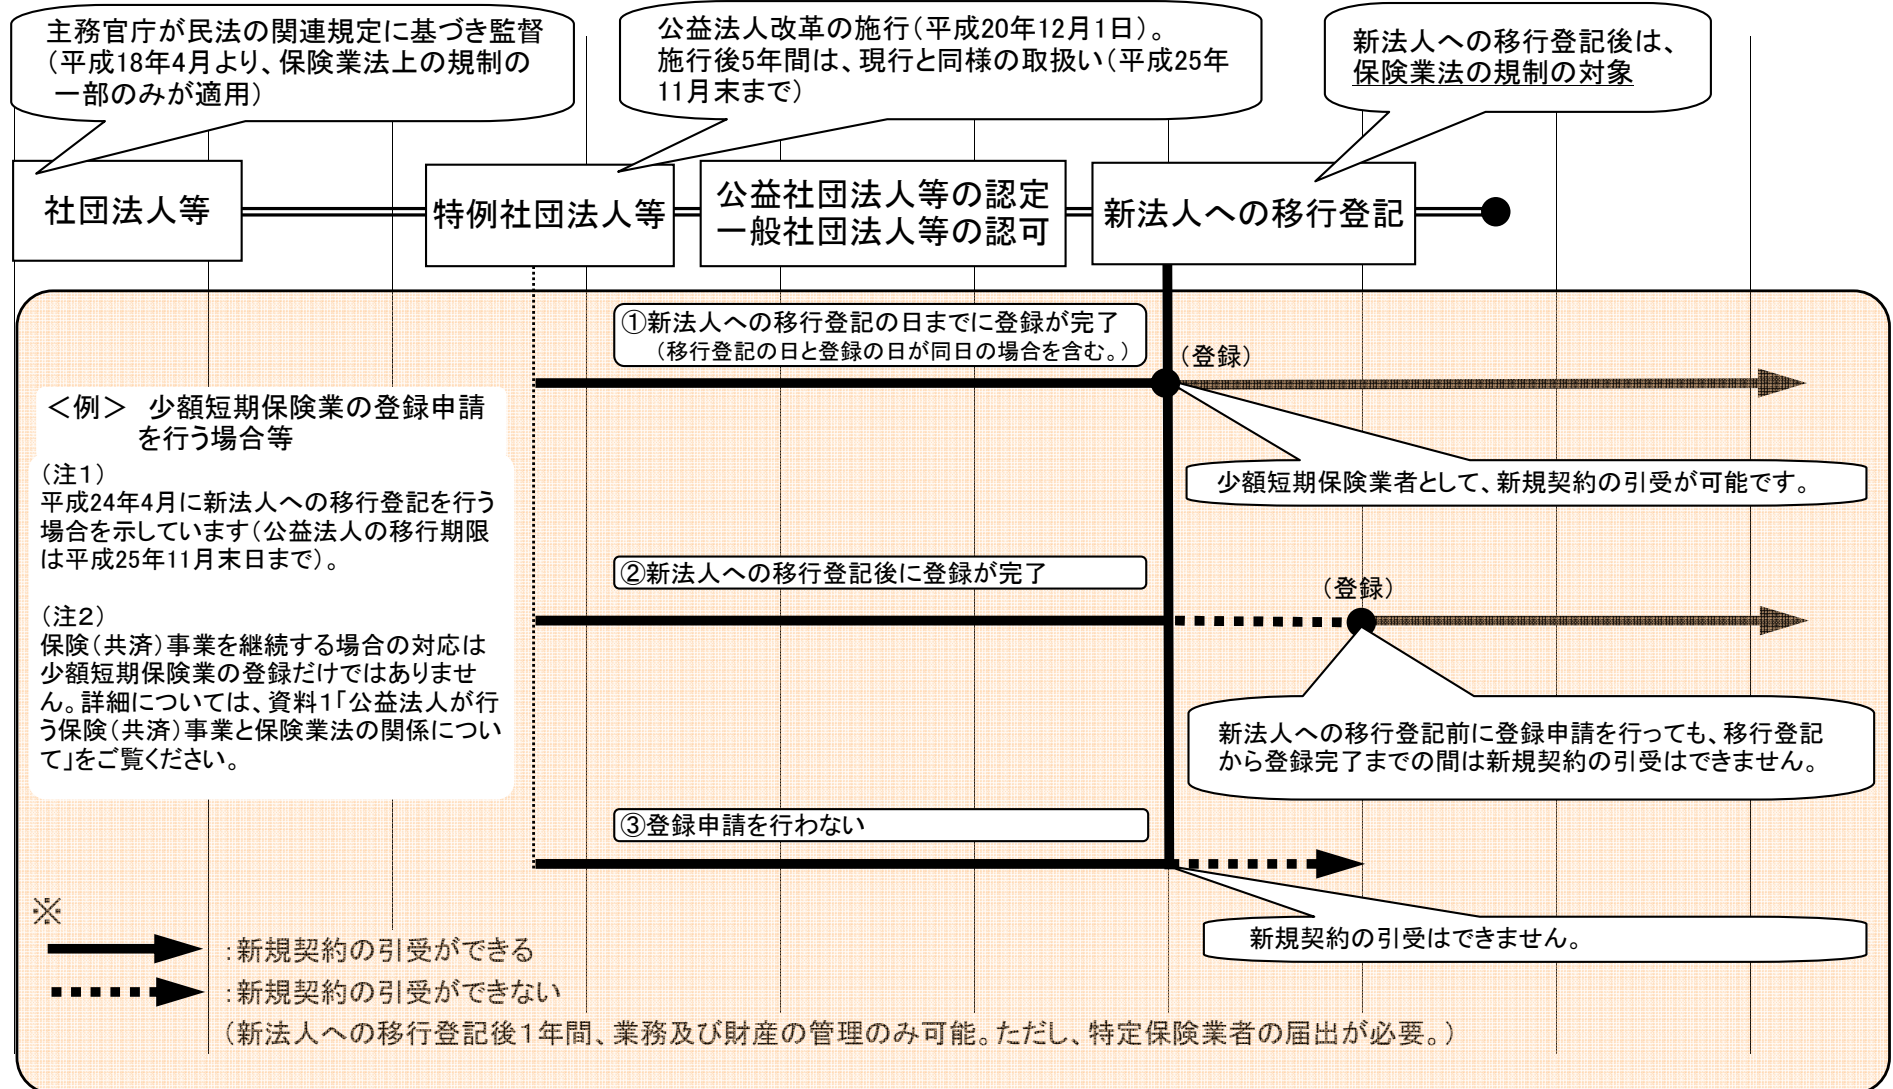 主務官庁が民法の関連規定に基づき監督
（平成18年4月より、保険業法上の規制の
一部のみが適用）
公益法人改革の施行（平成20年12月1日）。
施行後5年間は、現行と同様の取扱い（平成25年
11月末まで）
新法人への移行登記後は、
保険業法の規制の対象
社団法人等
特例社団法人等
公益社団法人等の認定
一般社団法人等の認可
新法人への移行登記
①新法人への移行登記の日までに登録が完了
（移行登記の日と登録の日が同日の場合を含む。）
（登録）
＜例＞　少額短期保険業の登録申請
を行う場合等
（注１）
平成24年4月に新法人への移行登記を行う
場合を示しています（公益法人の移行期限
は平成25年11月末日まで）。
少額短期保険業者として、新規契約の引受が可能です。
②新法人への移行登記後に登録が完了
（登録）
（注２）
保険（共済）事業を継続する場合の対応は
少額短期保険業の登録だけではありませ
ん。詳細については、資料1「公益法人が行
う保険（共済）事業と保険業法の関係につい
て」をご覧ください。
新法人への移行登記前に登録申請を行っても、移行登記
から登録完了までの間は新規契約の引受はできません。
③登録申請を行わない
新規契約の引受はできません。
※
：新規契約の引受ができる
：新規契約の引受ができない
（新法人への移行登記後１年間、業務及び財産の管理のみ可能。ただし、特定保険業者の届出が必要。）